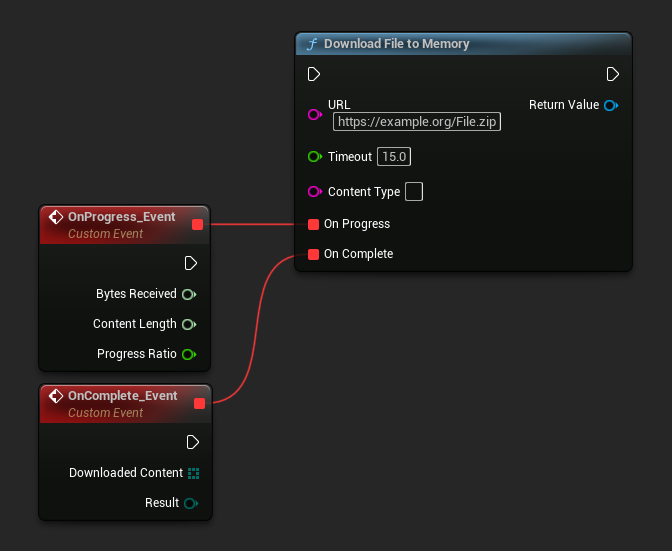 Download File to Memory
URL
https://example.org/File.zip
Return Value
Timeout 15.0
Content Type
On Progress
On Complete
OnProgress_Event
Custom Event
Bytes Received
Content Length
Progress Ratio
OnComplete_Event
Custom Event
Downloaded Content
Result